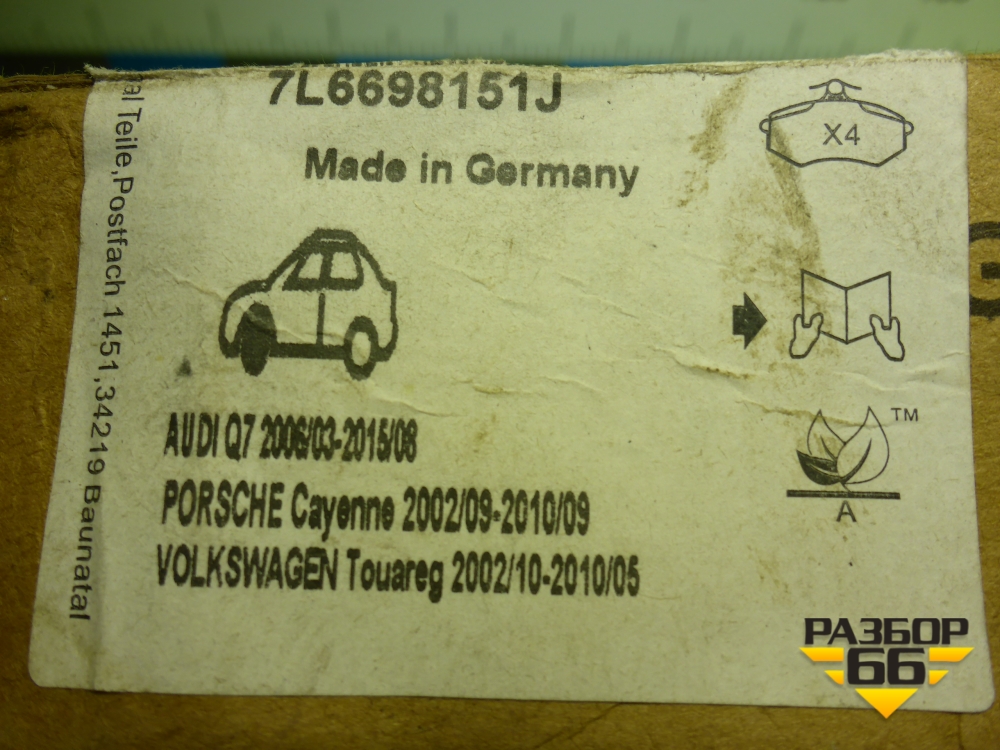 7L6698151J
Made in Germany
X4
al Teile,Postfach 1451,34219 Baunatal
AUDI Q7 2006/03-2015/08
PORSCHE Cayenne 2002/09-2010/09
VOLKSWAGEN Touareg 2002/10-2010/05
TM
A
РАЗБОР
66